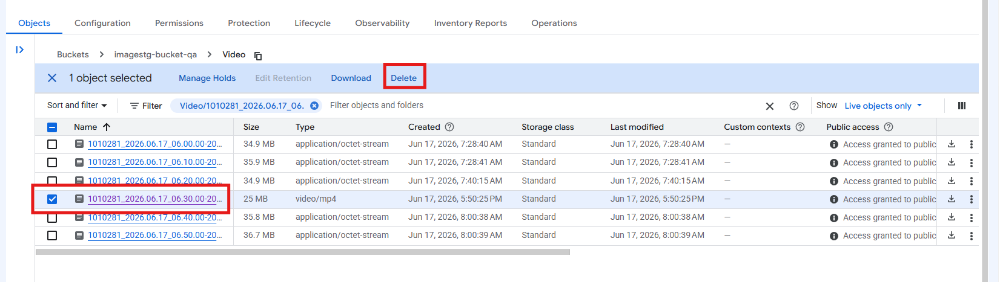 Objects Configuration Permissions Protection Lifecycle Observability Inventory Reports Operations
Buckets > imagestg-bucket-qa > Video
1 object selected Manage Holds Edit Retention Download Delete
Sort and filter Filter Video/1010281_2026.06.17_06. Filter objects and folders Show Live objects only
Name Size Type Created Storage class Last modified Custom contexts Public access
1010281_2026.06.17_06.00.00-20... 34.9 MB application/octet-stream Jun 17, 2026, 7:28:40 AM Standard Jun 17, 2026, 7:28:40 AM — Access granted to public
1010281_2026.06.17_06.10.00-20... 35.9 MB application/octet-stream Jun 17, 2026, 7:28:41 AM Standard Jun 17, 2026, 7:28:41 AM — Access granted to public
1010281_2026.06.17_06.20.00-20... 34.9 MB application/octet-stream Jun 17, 2026, 7:40:15 AM Standard Jun 17, 2026, 7:40:15 AM — Access granted to public
1010281_2026.06.17_06.30.00-20... 25 MB video/mp4 Jun 17, 2026, 5:50:25 PM Standard Jun 17, 2026, 5:50:25 PM — Access granted to public
1010281_2026.06.17_06.40.00-20... 35.8 MB application/octet-stream Jun 17, 2026, 8:00:38 AM Standard Jun 17, 2026, 8:00:38 AM — Access granted to public
1010281_2026.06.17_06.50.00-20... 36.7 MB application/octet-stream Jun 17, 2026, 8:00:39 AM Standard Jun 17, 2026, 8:00:39 AM — Access granted to public